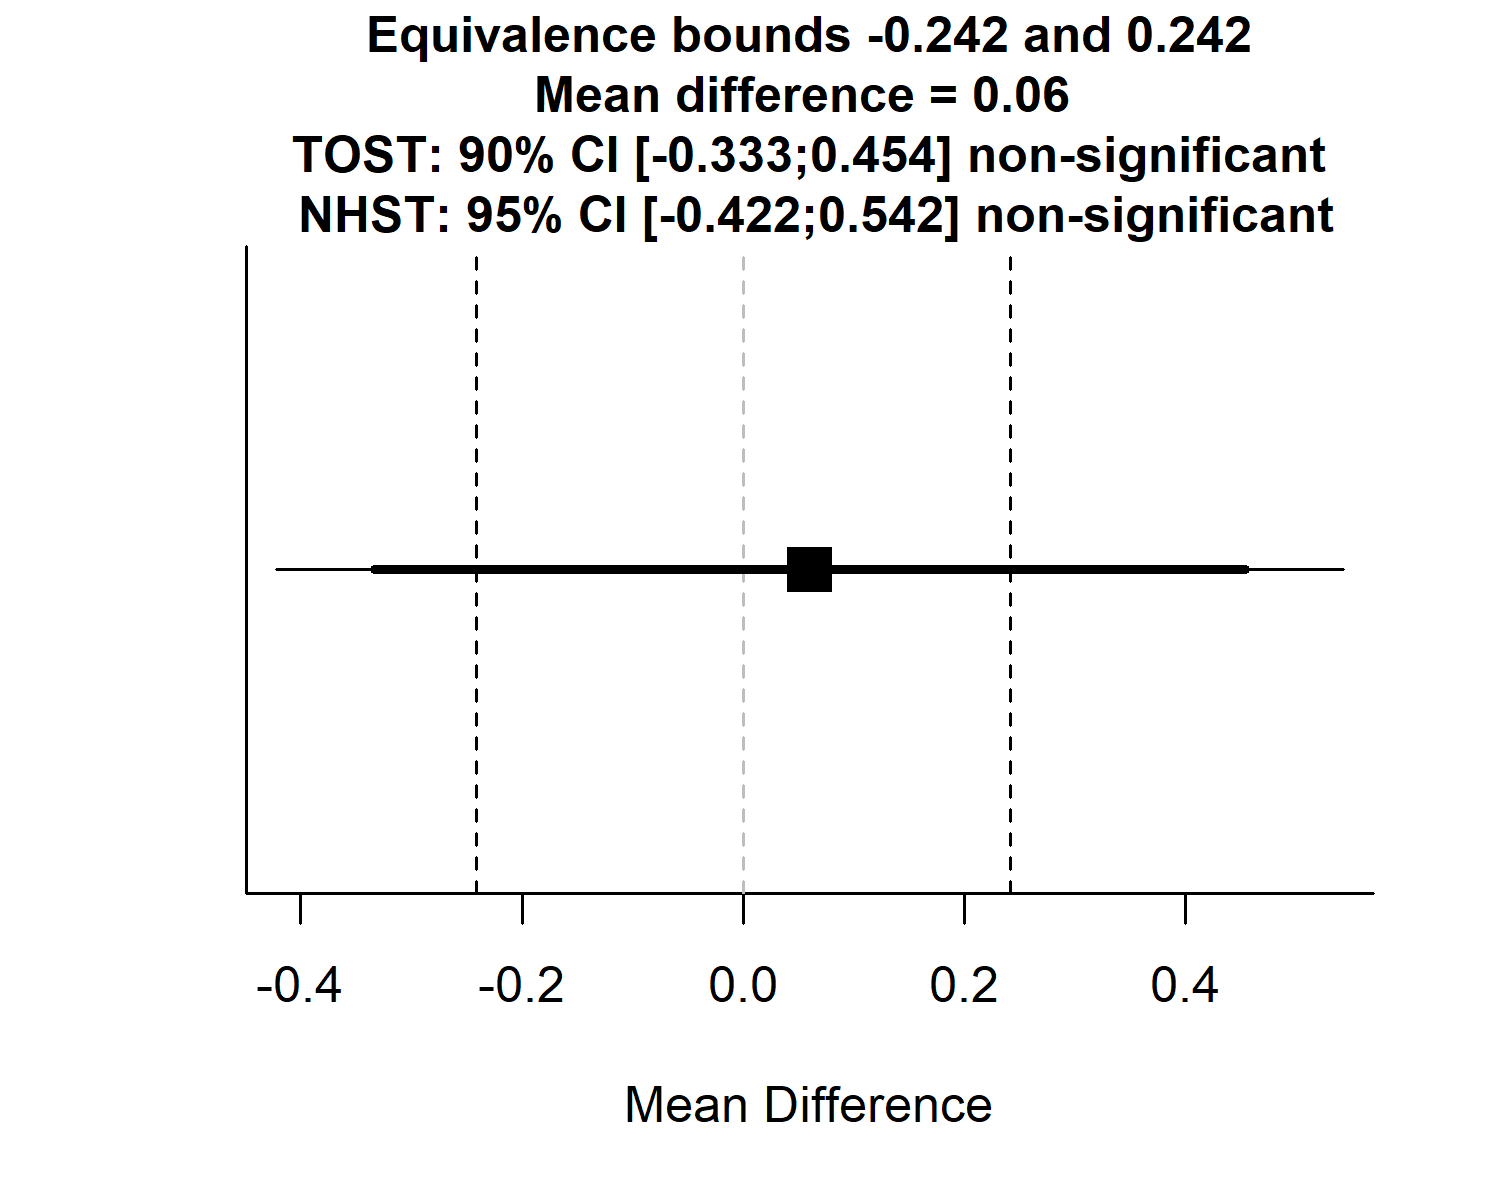 Equivalence bounds -0.242 and 0.242
Mean difference = 0.06
TOST: 90% CI [-0.333;0.454] non-significant
NHST: 95% CI [-0.422;0.542] non-significant
-0.4 -0.2 0.0 0.2 0.4
Mean Difference